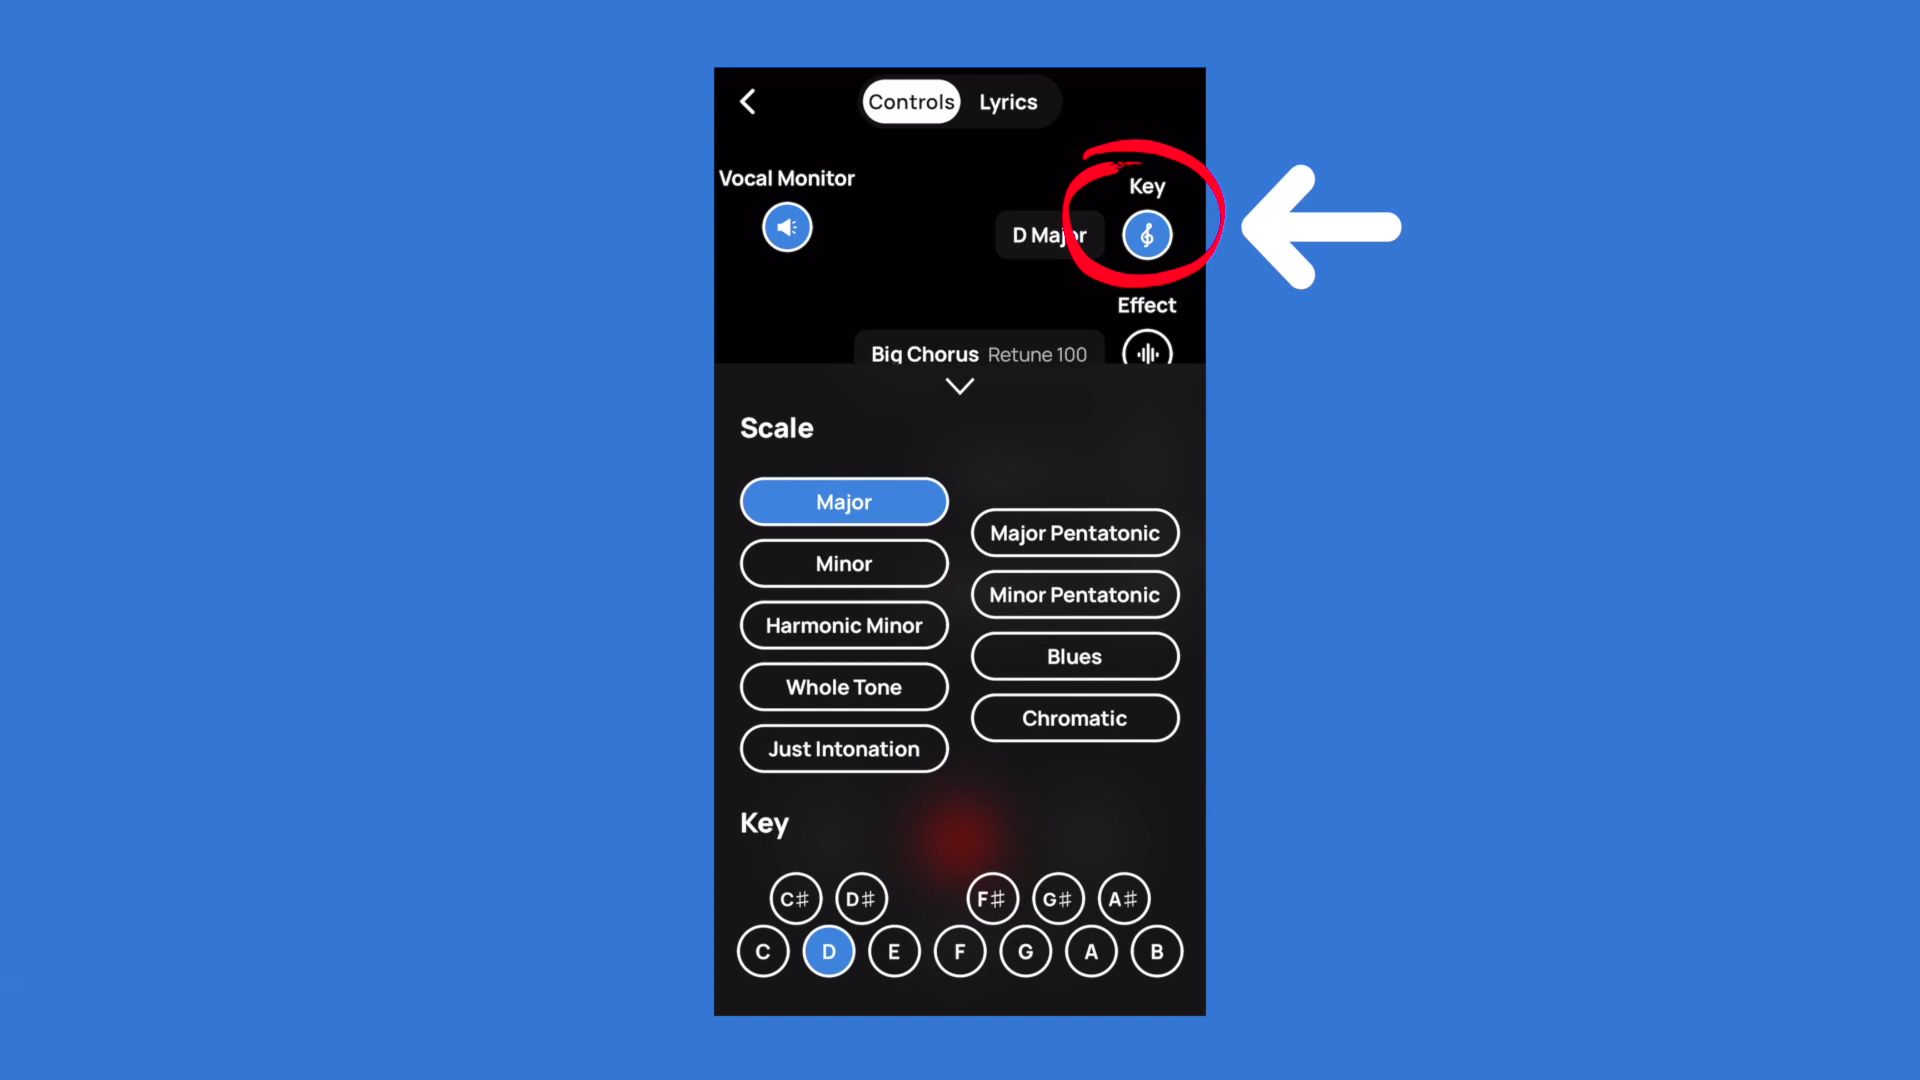 Controls Lyrics
Vocal Monitor
Key
D Major
Effect
Big Chorus Retune 100
Scale
Major
Minor
Harmonic Minor
Whole Tone
Just Intonation
Major Pentatonic
Minor Pentatonic
Blues
Chromatic
Key
C♯ D♯ F♯ G♯ A♯
C D E F G A B